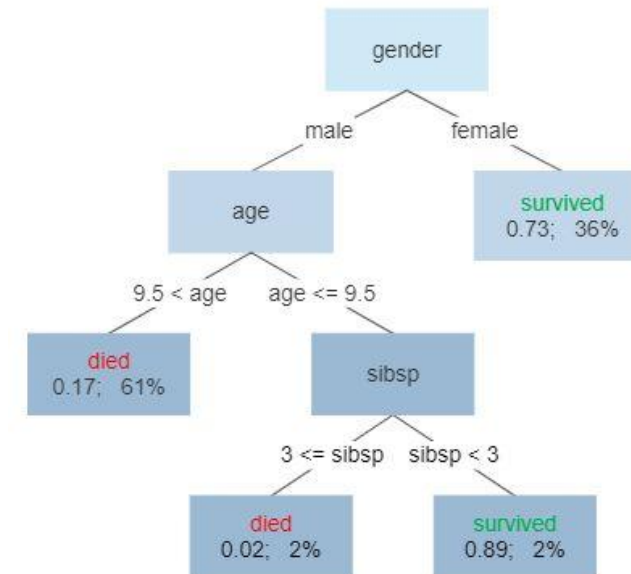 gender
male
female
age
survived
0.73; 36%
9.5 < age
age <= 9.5
died
0.17; 61%
sibsp
3 <= sibsp
sibsp < 3
died
0.02; 2%
survived
0.89; 2%